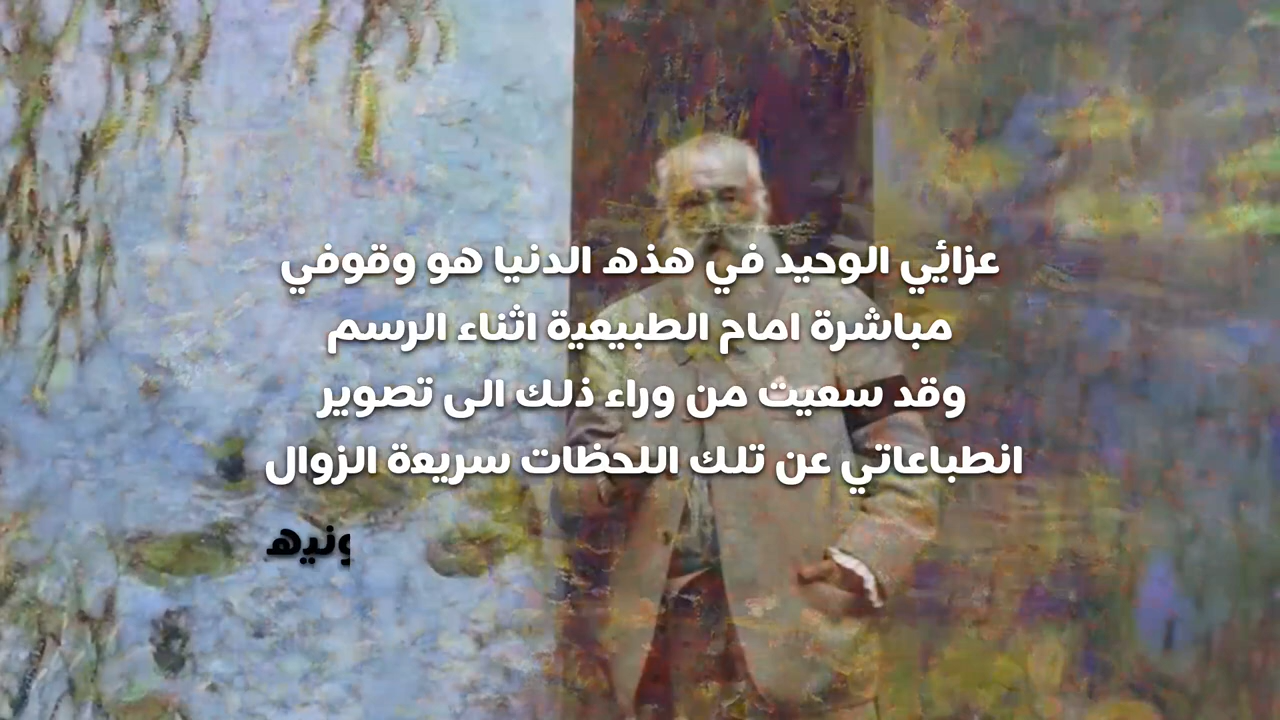 عزائي الوحيد في هذه الدنيا هو وقوفي
مباشرة امام الطبيعية اثناء الرسم
وقد سعيت من وراء ذلك الى تصوير
انطباعاتي عن تلك اللحظات سريعة الزوال